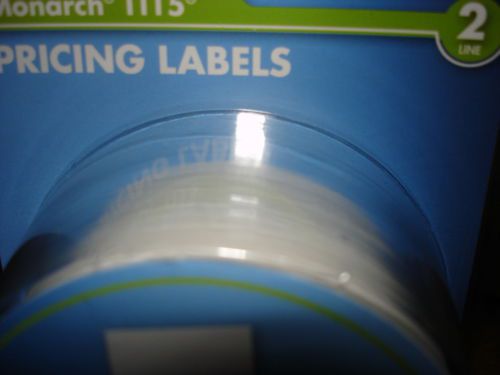 Monarch® 1115®
2
LINE
PRICING LABELS